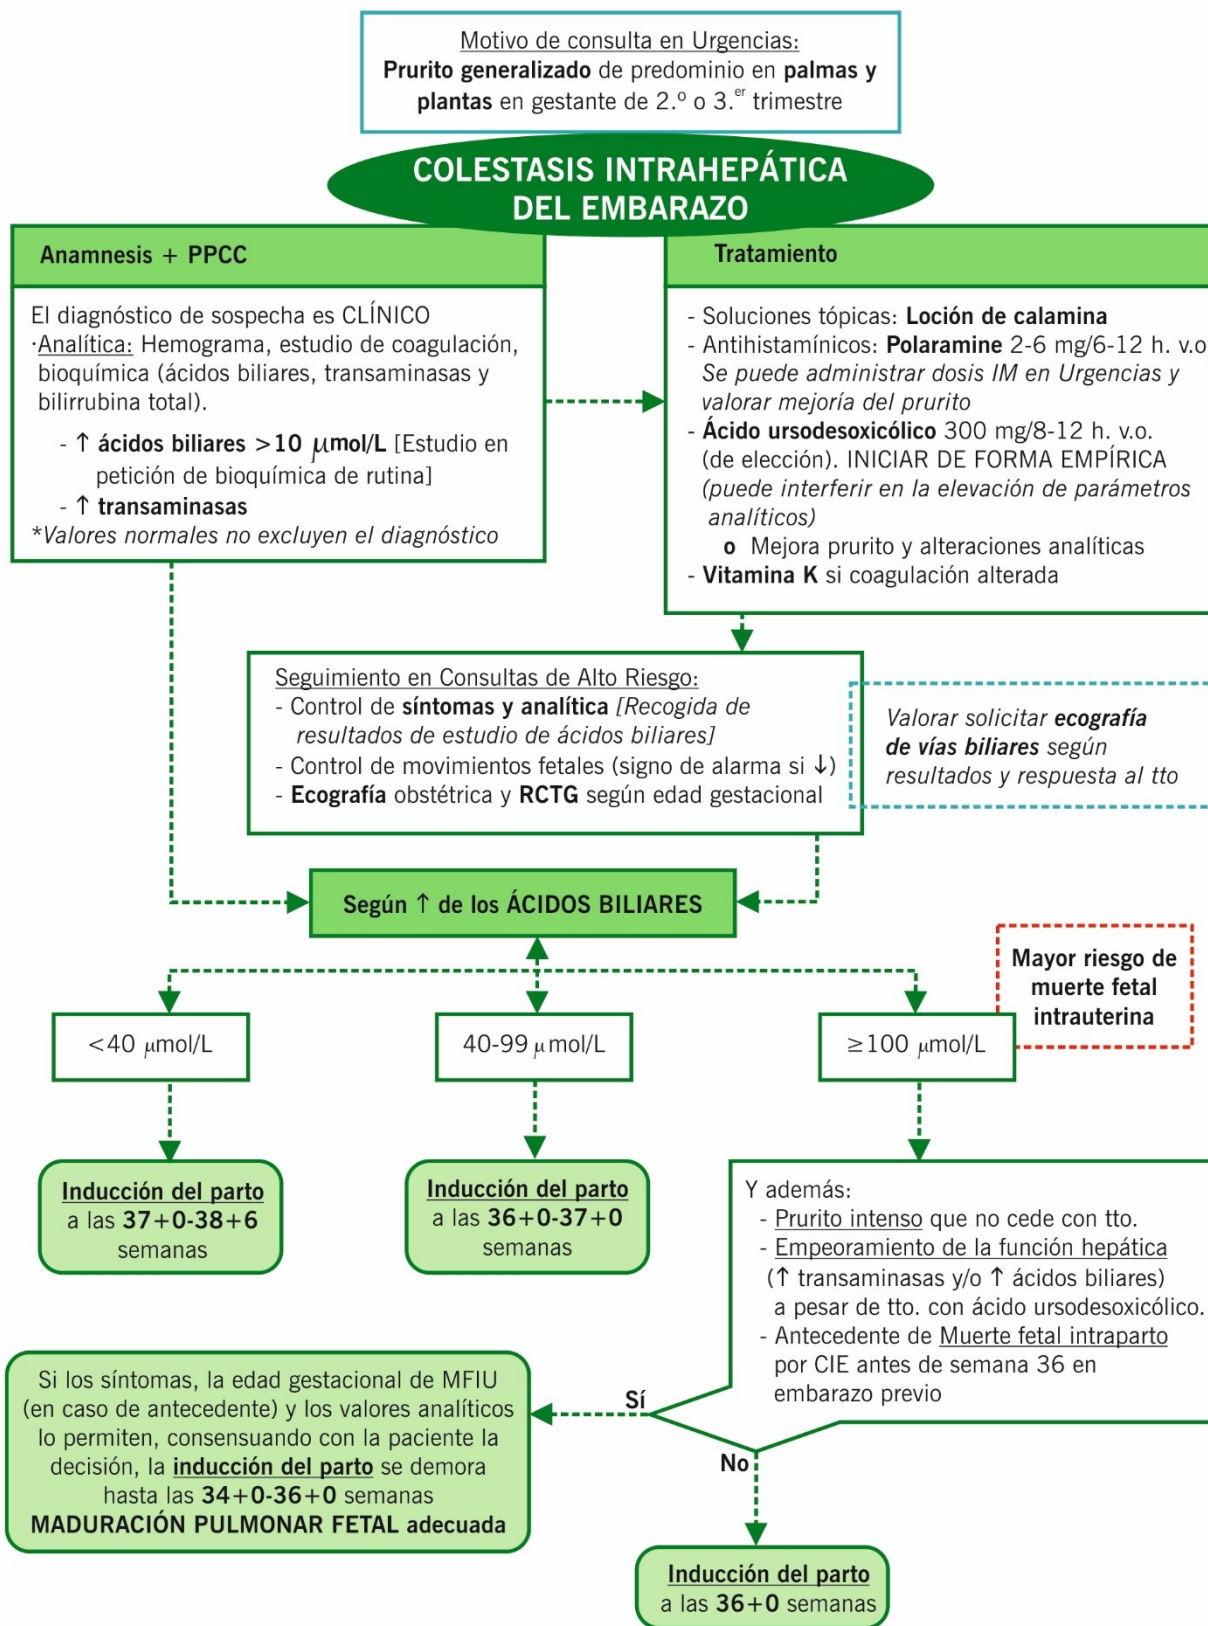 Motivo de consulta en Urgencias:
Prurito generalizado de predominio en palmas y
plantas en gestante de 2.º o 3.er trimestre
COLESTASIS INTRAHEPÁTICA
DEL EMBARAZO
Anamnesis + PPCC
El diagnóstico de sospecha es CLÍNICO
·Analítica: Hemograma, estudio de coagulación,
bioquímica (ácidos biliares, transaminasas y
bilirrubina total).
- ↑ ácidos biliares >10 μmol/L [Estudio en
petición de bioquímica de rutina]
- ↑ transaminasas
*Valores normales no excluyen el diagnóstico
Tratamiento
- Soluciones tópicas: Loción de calamina
- Antihistamínicos: Polaramine 2-6 mg/6-12 h. v.o
Se puede administrar dosis IM en Urgencias y
valorar mejoría del prurito
- Ácido ursodesoxicólico 300 mg/8-12 h. v.o.
(de elección). INICIAR DE FORMA EMPÍRICA
(puede interferir en la elevación de parámetros
analíticos)
o Mejora prurito y alteraciones analíticas
- Vitamina K si coagulación alterada
Seguimiento en Consultas de Alto Riesgo:
- Control de síntomas y analítica [Recogida de
resultados de estudio de ácidos biliares]
- Control de movimientos fetales (signo de alarma si ↓)
- Ecografía obstétrica y RCTG según edad gestacional
Valorar solicitar ecografía
de vías biliares según
resultados y respuesta al tto
Según ↑ de los ÁCIDOS BILIARES
Mayor riesgo de
muerte fetal
intrauterina
<40 μmol/L
40-99 μmol/L
≥100 μmol/L
Inducción del parto
a las 37+0-38+6
semanas
Inducción del parto
a las 36+0-37+0
semanas
Y además:
- Prurito intenso que no cede con tto.
- Empeoramiento de la función hepática
(↑ transaminasas y/o ↑ ácidos biliares)
a pesar de tto. con ácido ursodesoxicólico.
- Antecedente de Muerte fetal intraparto
por CIE antes de semana 36 en
embarazo previo
Sí
No
Si los síntomas, la edad gestacional de MFIU
(en caso de antecedente) y los valores analíticos
lo permiten, consensuando con la paciente la
decisión, la inducción del parto se demora
hasta las 34+0-36+0 semanas
MADURACIÓN PULMONAR FETAL adecuada
Inducción del parto
a las 36+0 semanas